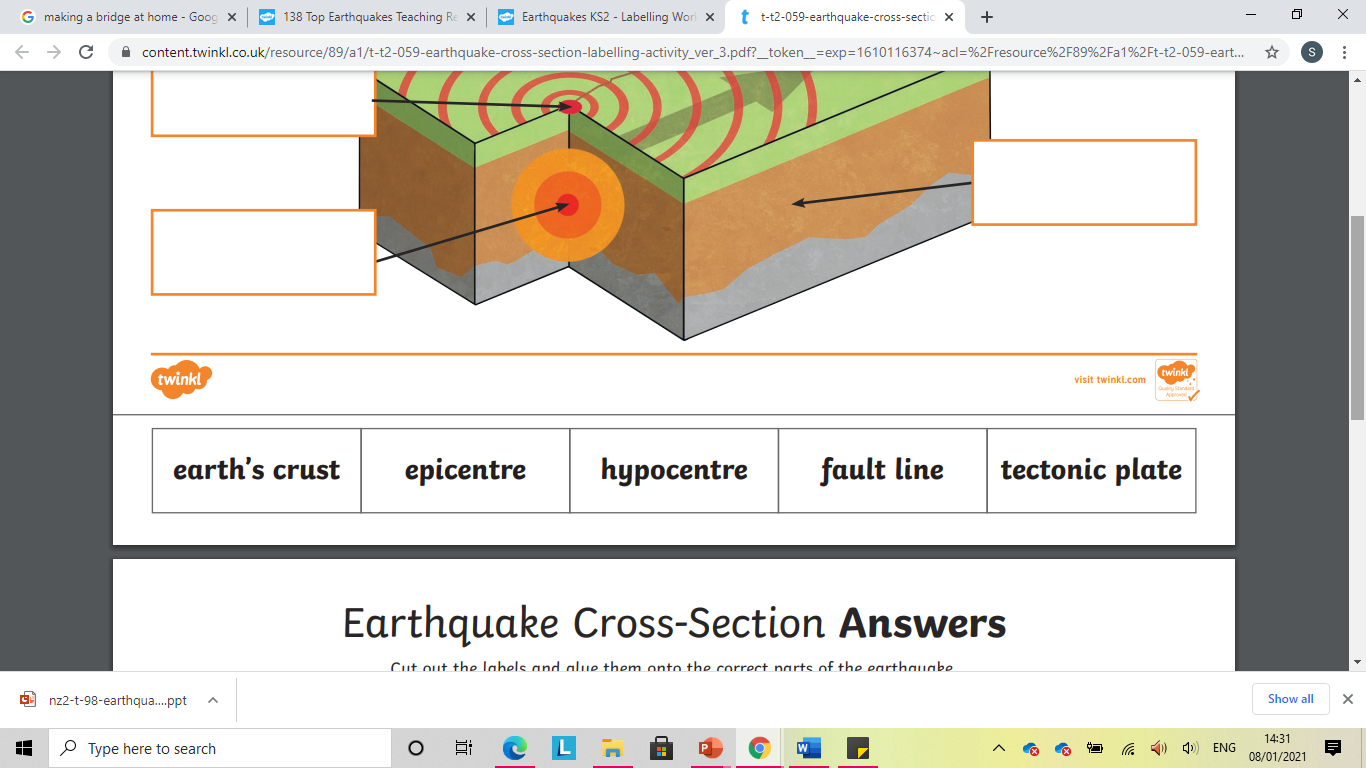 making a bridge at home - Goog
138 Top Earthquakes Teaching Re
Earthquakes KS2 - Labelling Work
t-t2-059-earthquake-cross-sectio
content.twinkl.co.uk/resource/89/a1/t-t2-059-earthquake-cross-section-labelling-activity_ver_3.pdf?__token__=exp=1610116374~acl=%2Fresource%2F89%2Fa1%2Ft-t2-059-eart...
S
twinkl
visit twinkl.com
twinkl
Quality Standard
Approved
earth's crust
epicentre
hypocentre
fault line
tectonic plate
Earthquake Cross-Section Answers
Cut out the labels and glue them onto the correct parts of the earthquake.
nz2-t-98-earthqua....ppt
Show all
Type here to search
L
ENG
14:31
08/01/2021